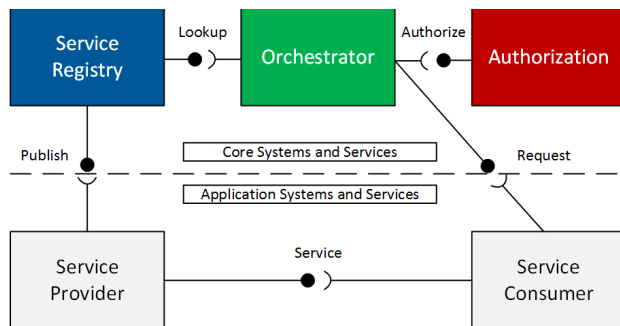 Service
Registry
Lookup
Orchestrator
Authorize
Authorization
Publish
Core Systems and Services
Request
Application Systems and Services
Service
Provider
Service
Service
Consumer